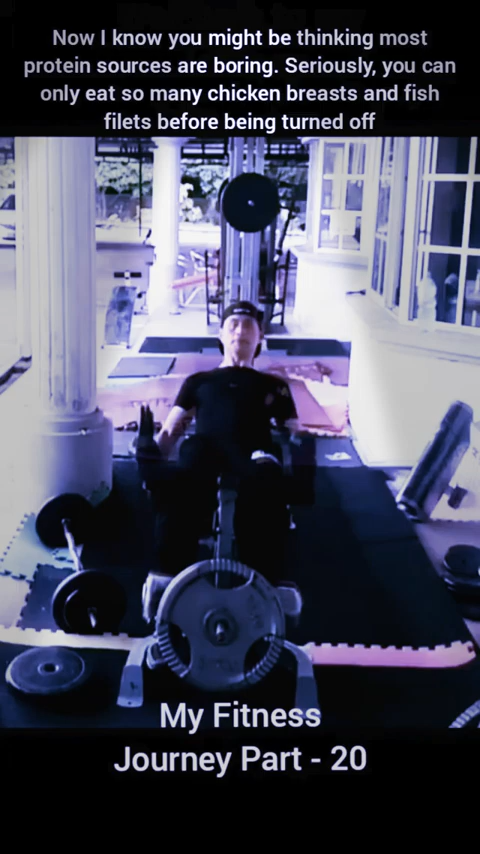 Now I know you might be thinking most
protein sources are boring. Seriously, you can
only eat so many chicken breasts and fish
filets before being turned off
My Fitness
Journey Part - 20